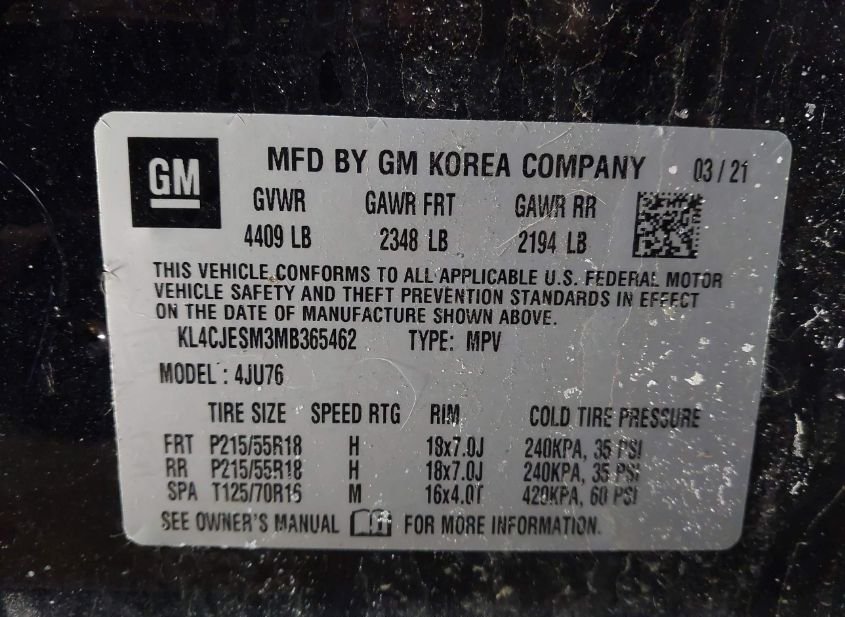 GM MFD BY GM KOREA COMPANY 03/21
GVWR GAWR FRT GAWR RR
4409 LB 2348 LB 2194 LB
THIS VEHICLE CONFORMS TO ALL APPLICABLE U.S. FEDERAL MOTOR
VEHICLE SAFETY AND THEFT PREVENTION STANDARDS IN EFFECT
ON THE DATE OF MANUFACTURE SHOWN ABOVE.
KL4CJESM3MB365462 TYPE: MPV
MODEL : 4JU76
TIRE SIZE SPEED RTG RIM COLD TIRE PRESSURE
FRT P215/55R18 H 18x7.0J 240KPA, 35 PSI
RR P215/55R18 H 18x7.0J 240KPA, 35 PSI
SPA T125/70R16 M 16x4.0T 420KPA, 60 PSI
SEE OWNER'S MANUAL FOR MORE INFORMATION.